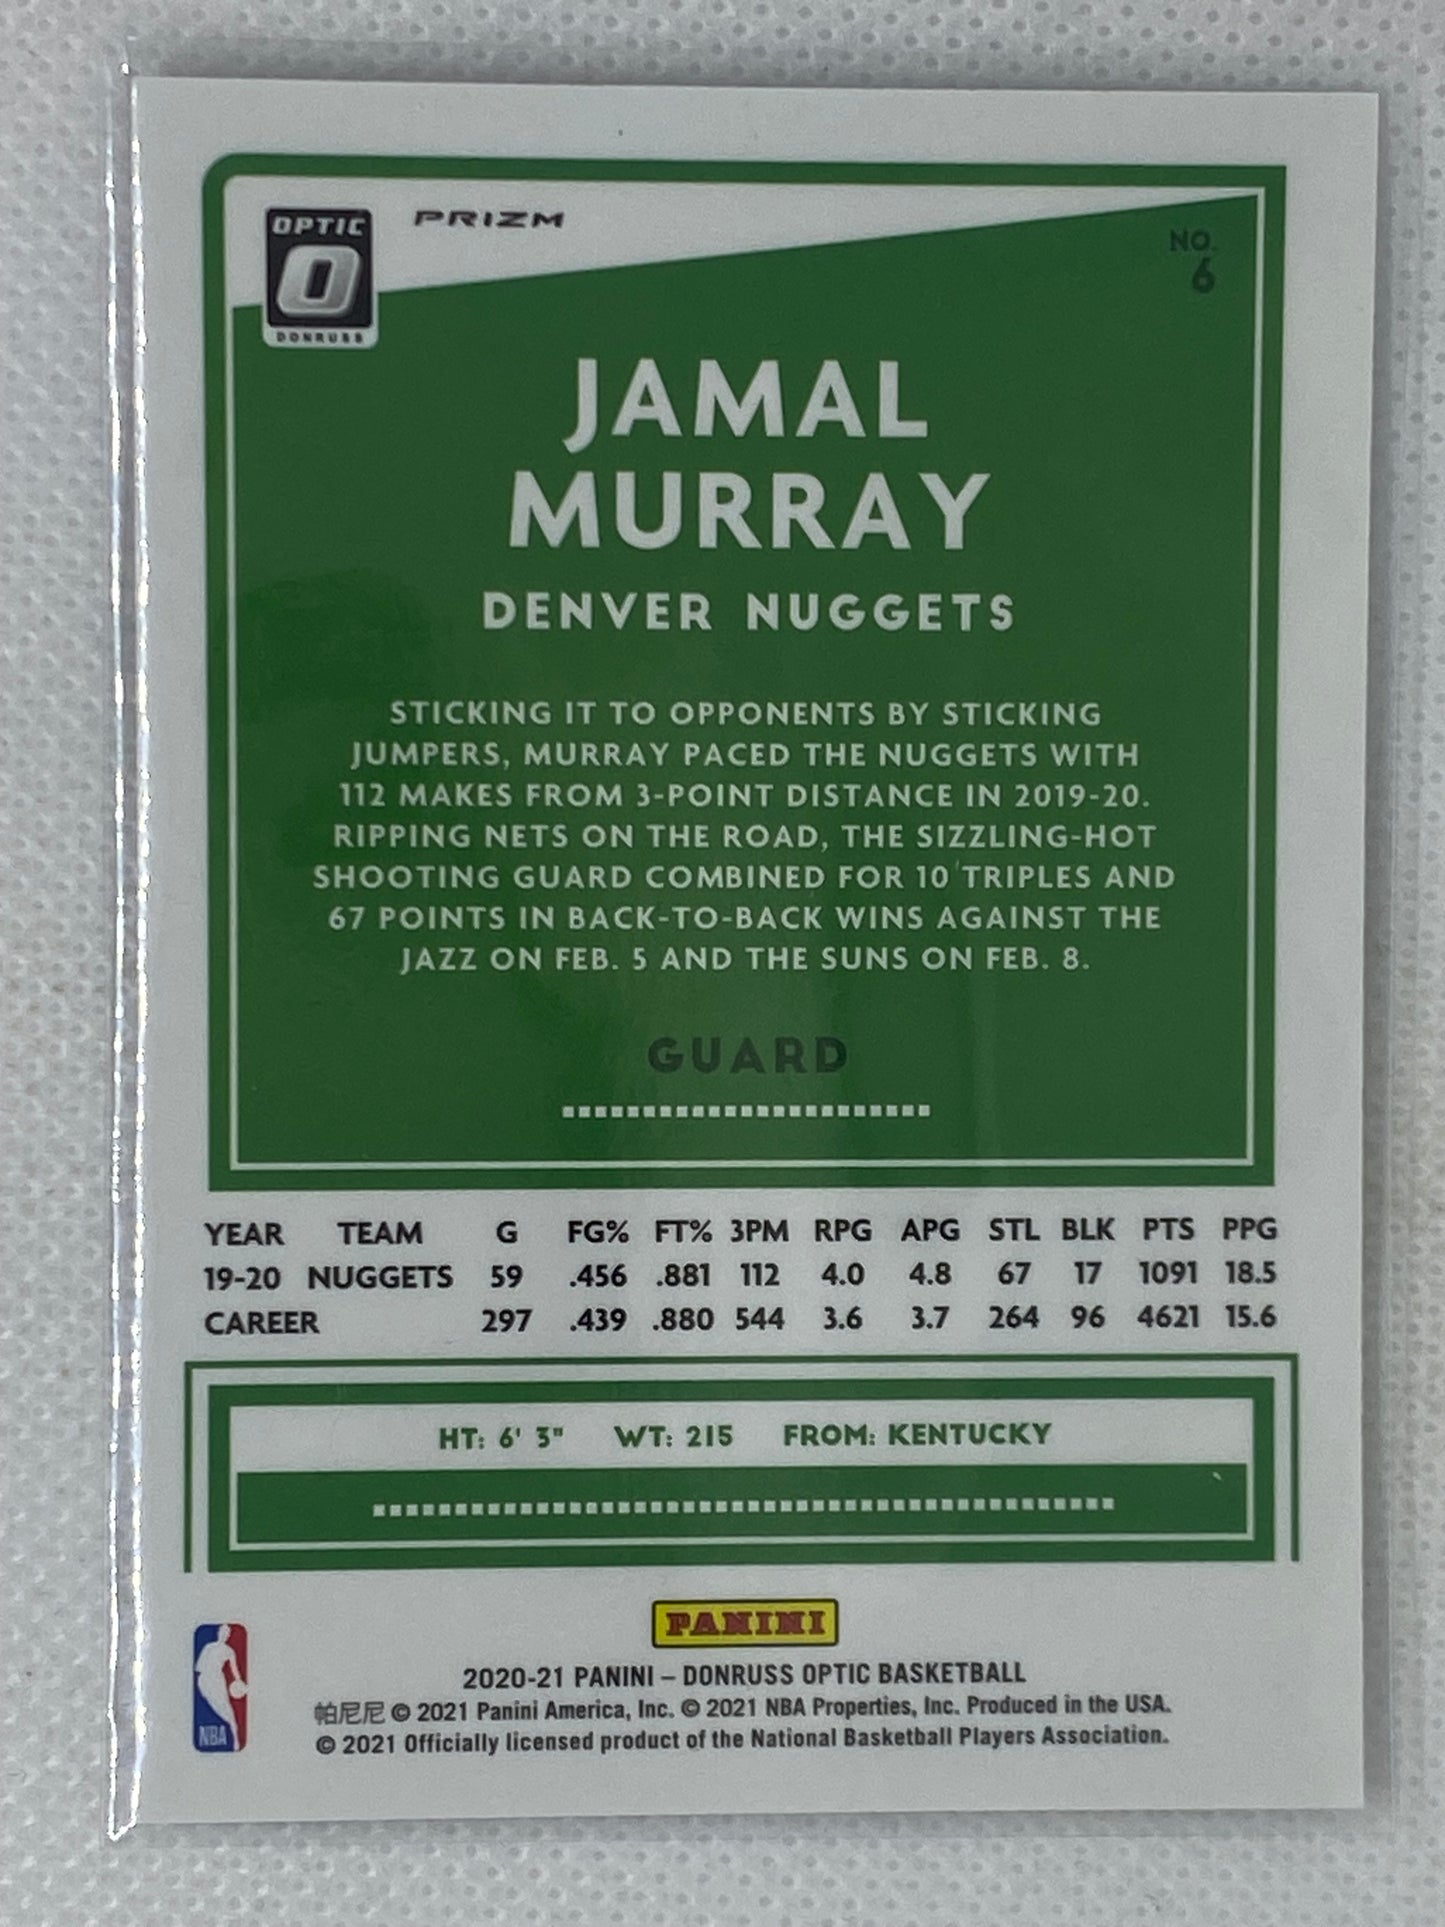 OPTIC
DONRUSS
PRIZM
NO.
6
JAMAL
MURRAY
DENVER NUGGETS
STICKING IT TO OPPONENTS BY STICKING
JUMPERS, MURRAY PACED THE NUGGETS WITH
112 MAKES FROM 3-POINT DISTANCE IN 2019-20.
RIPPING NETS ON THE ROAD, THE SIZZLING-HOT
SHOOTING GUARD COMBINED FOR 10 TRIPLES AND
67 POINTS IN BACK-TO-BACK WINS AGAINST THE
JAZZ ON FEB. 5 AND THE SUNS ON FEB. 8.
GUARD
YEAR TEAM G FG% FT% 3PM RPG APG STL BLK PTS PPG
19-20 NUGGETS 59 .456 .881 112 4.0 4.8 67 17 1091 18.5
CAREER 297 .439 .880 544 3.6 3.7 264 96 4621 15.6
HT: 6' 3" WT: 215 FROM: KENTUCKY
PANINI
2020-21 PANINI – DONRUSS OPTIC BASKETBALL
帕尼尼 © 2021 Panini America, Inc. © 2021 NBA Properties, Inc. Produced in the USA.
© 2021 Officially licensed product of the National Basketball Players Association.
NBA